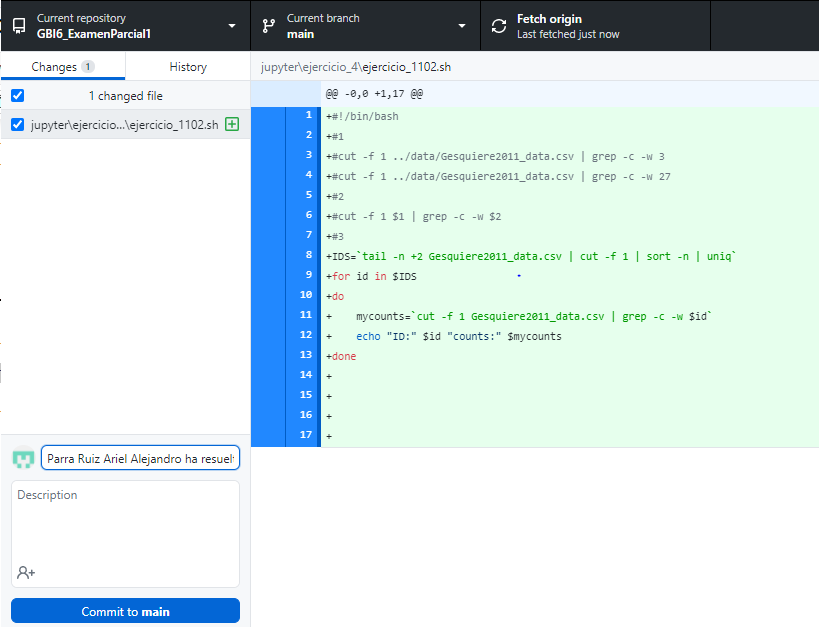 Current repository
GBI6_ExamenParcial1
Current branch
main
Fetch origin
Last fetched just now
Changes 1
History
jupyter\ejercicio_4\ejercicio_1102.sh
1 changed file
jupyter\ejercicio...\ejercicio_1102.sh
@@ -0,0 +1,17 @@
1 +#!/bin/bash
2 +#1
3 +#cut -f 1 ../data/Gesquiere2011_data.csv | grep -c -w 3
4 +#cut -f 1 ../data/Gesquiere2011_data.csv | grep -c -w 27
5 +#2
6 +#cut -f 1 $1 | grep -c -w $2
7 +#3
8 +IDS=`tail -n +2 Gesquiere2011_data.csv | cut -f 1 | sort -n | uniq`
9 +for id in $IDS
10 +do
11 +    mycounts=`cut -f 1 Gesquiere2011_data.csv | grep -c -w $id`
12 +    echo "ID:" $id "counts:" $mycounts
13 +done
14 +
15 +
16 +
17 +
Parra Ruiz Ariel Alejandro ha resuel
Description
Commit to main